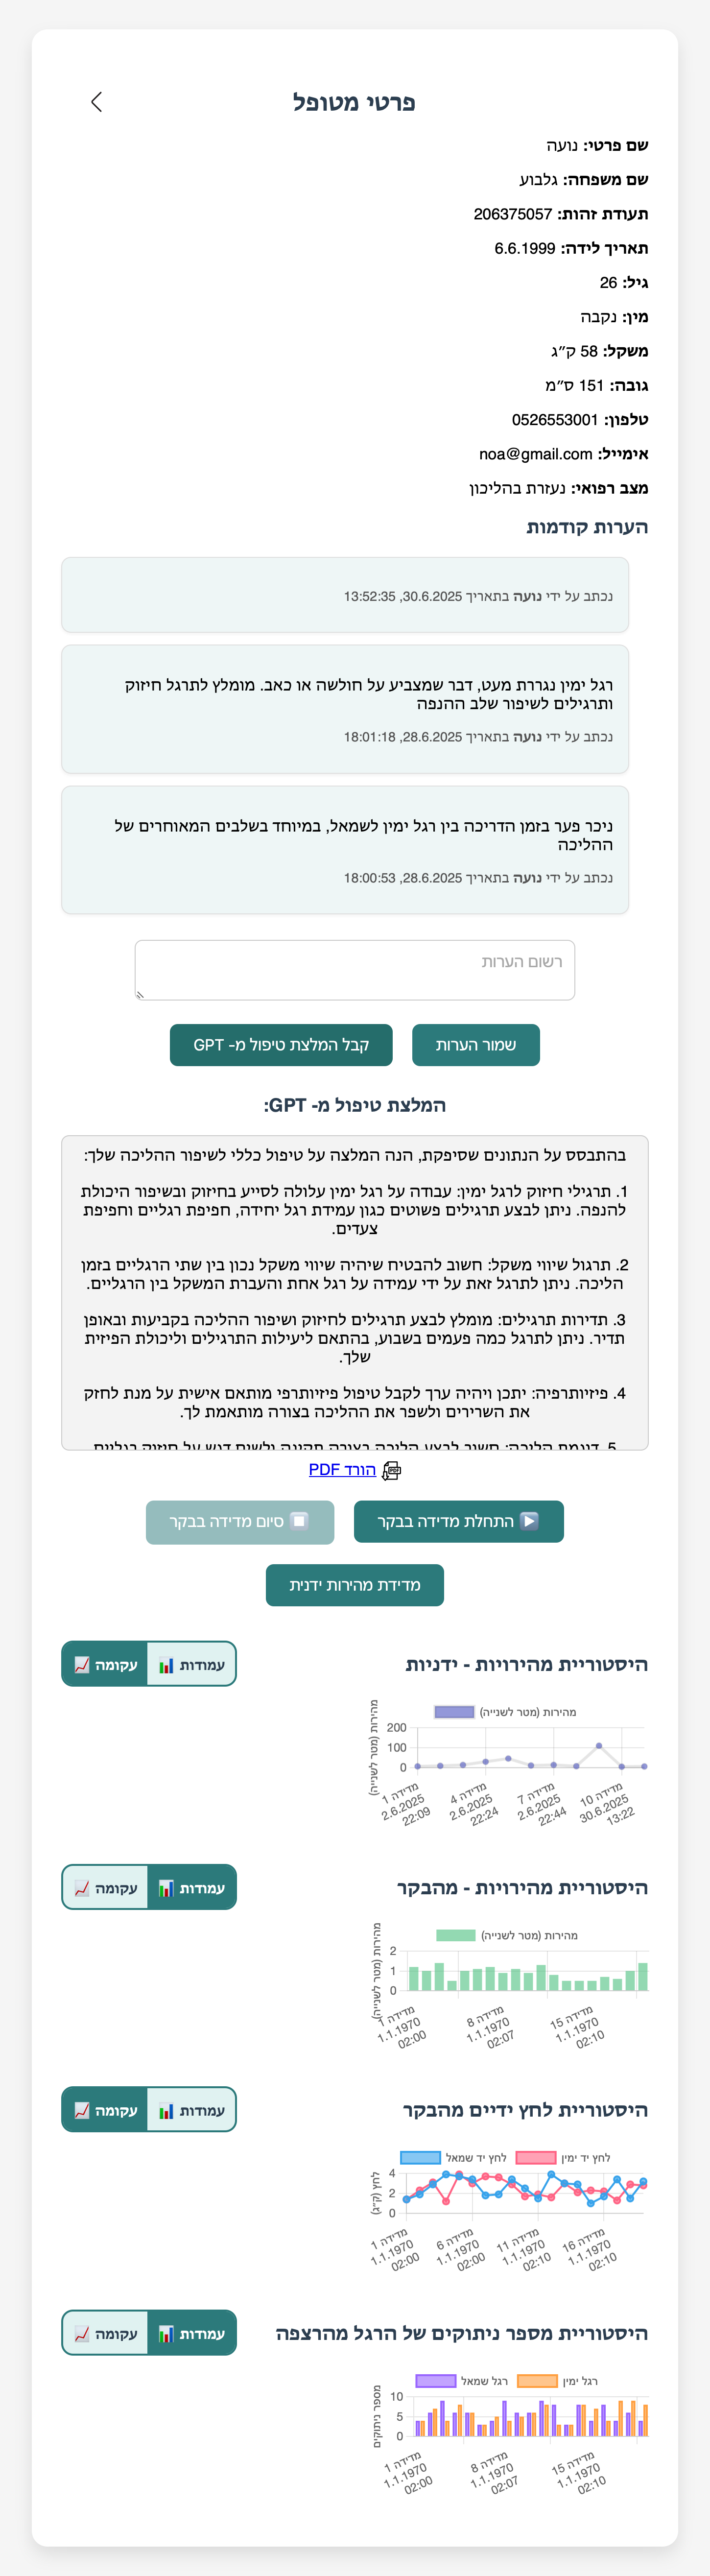 פרטי מטופל
שם פרטי: נועה
שם משפחה: גלבוע
תעודת זהות: 206375057
תאריך לידה: 6.6.1999
גיל: 26
מין: נקבה
משקל: 58 ק״ג
גובה: 151 ס״מ
טלפון: 0526553001
אימייל: noa@gmail.com
מצב רפואי: נעזרת בהליכון
הערות קודמות
נכתב על ידי נועה בתאריך 30.6.2025, 13:52:35
רגל ימין נגררת מעט, דבר שמצביע על חולשה או כאב. מומלץ לתרגל חיזוק
ותרגילים לשיפור שלב ההנפה
נכתב על ידי נועה בתאריך 28.6.2025, 18:01:18
ניכר פער בזמן הדריכה בין רגל ימין לשמאל, במיוחד בשלבים המאוחרים של
ההליכה
נכתב על ידי נועה בתאריך 28.6.2025, 18:00:53
רשום הערות
שמור הערות
קבל המלצת טיפול מ- GPT
המלצת טיפול מ- GPT:
בהתבסס על הנתונים שסיפקת, הנה המלצה על טיפול כללי לשיפור ההליכה שלך:
1. תרגילי חיזוק לרגל ימין: עבודה על רגל ימין עלולה לסייע בחיזוק ובשיפור היכולת
להנפה. ניתן לבצע תרגילים פשוטים כגון עמידת רגל יחידה, חפיפת רגליים וחפיפת
צעדים.
2. תרגול שיווי משקל: חשוב להבטיח שיהיה שיווי משקל נכון בין שתי הרגליים בזמן
הליכה. ניתן לתרגל זאת על ידי עמידה על רגל אחת והעברת המשקל בין הרגליים.
3. תדירות תרגילים: מומלץ לבצע תרגילים לחיזוק ושיפור ההליכה בקביעות ובאופן
תדיר. ניתן לתרגל כמה פעמים בשבוע, בהתאם ליעילות התרגילים וליכולת הפיזית
שלך.
4. פיזיותרפיה: יתכן ויהיה ערך לקבל טיפול פיזיותרפי מותאם אישית על מנת לחזק
את השרירים ולשפר את ההליכה בצורה מותאמת לך.
5. דוגמת הליכה: חשוב לבצע הליכה בצורה תקינה ולשים דגש על חיזוק רגליים
הורד PDF
התחלת מדידה בבקר
סיום מדידה בבקר
מדידת מהירות ידנית
היסטוריית מהירויות - ידניות
עמודות
עקומה
מהירות (מטר לשנייה)
מהירות (מטר לשנייה)
200
100
0
מדידה 1
2.6.2025
22:09
מדידה 4
2.6.2025
22:24
מדידה 7
2.6.2025
22:44
מדידה 10
30.6.2025
13:22
היסטוריית מהירויות - מהבקר
עמודות
עקומה
מהירות (מטר לשנייה)
מהירות (מטר לשנייה)
2
1
0
מדידה 1
1.1.1970
02:00
מדידה 8
1.1.1970
02:07
מדידה 15
1.1.1970
02:10
היסטוריית לחץ ידיים מהבקר
עמודות
עקומה
לחץ יד ימין
לחץ יד שמאל
לחץ (ק״ג)
4
2
0
מדידה 1
1.1.1970
02:00
מדידה 6
1.1.1970
02:00
מדידה 11
1.1.1970
02:10
מדידה 16
1.1.1970
02:10
היסטוריית מספר ניתוקים של הרגל מהרצפה
עמודות
עקומה
רגל ימין
רגל שמאל
מספר ניתוקים
10
5
0
מדידה 1
1.1.1970
02:00
מדידה 8
1.1.1970
02:07
מדידה 15
1.1.1970
02:10